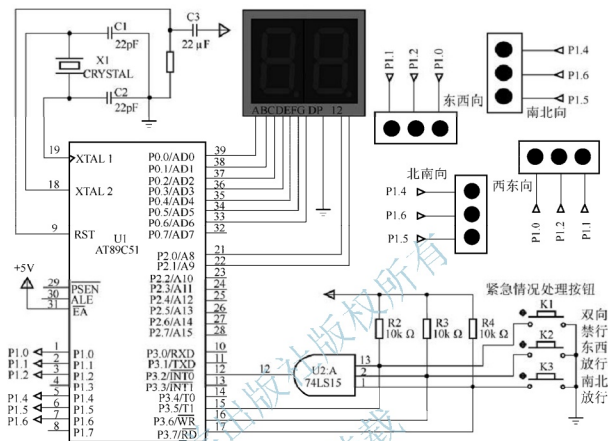 C1
22pF
X1
CRYSTAL
C2
22pF
C3
22 μF
ABCDEFG DP 12
P1.1
P1.2
P1.0
东西向
P1.4
P1.6
P1.5
南北向
北南向
P1.4
P1.6
P1.5
西东向
P1.0
P1.2
P1.1
19
XTAL 1
18
XTAL 2
9
RST
U1
AT89C51
+5V
29
PSEN
30
ALE
31
EA
P0.0/AD0
39
P0.1/AD1
38
P0.2/AD2
37
P0.3/AD3
36
P0.4/AD4
35
P0.5/AD5
34
P0.6/AD6
33
P0.7/AD7
32
P2.0/A8
21
P2.1/A9
22
P2.2/A10
23
P2.3/A11
24
P2.4/A12
25
P2.5/A13
26
P2.6/A14
27
P2.7/A15
28
P1.0
1
P1.0
P1.1
2
P1.1
P1.2
3
P1.2
4
P1.3
P1.4
5
P1.4
P1.5
6
P1.5
P1.6
7
P1.6
8
P1.7
P3.0/RXD
10
P3.1/TXD
11
P3.2/INT0
12
P3.3/INT1
13
P3.4/T0
14
P3.5/T1
15
P3.6/WR
16
P3.7/RD
17
12
U2:A
74LS15
13
2
1
R2
10k Ω
R3
10k Ω
R4
10k Ω
紧急情况处理按钮
K1
双向
禁行
K2
东西
放行
K3
南北
放行
版社版权所有